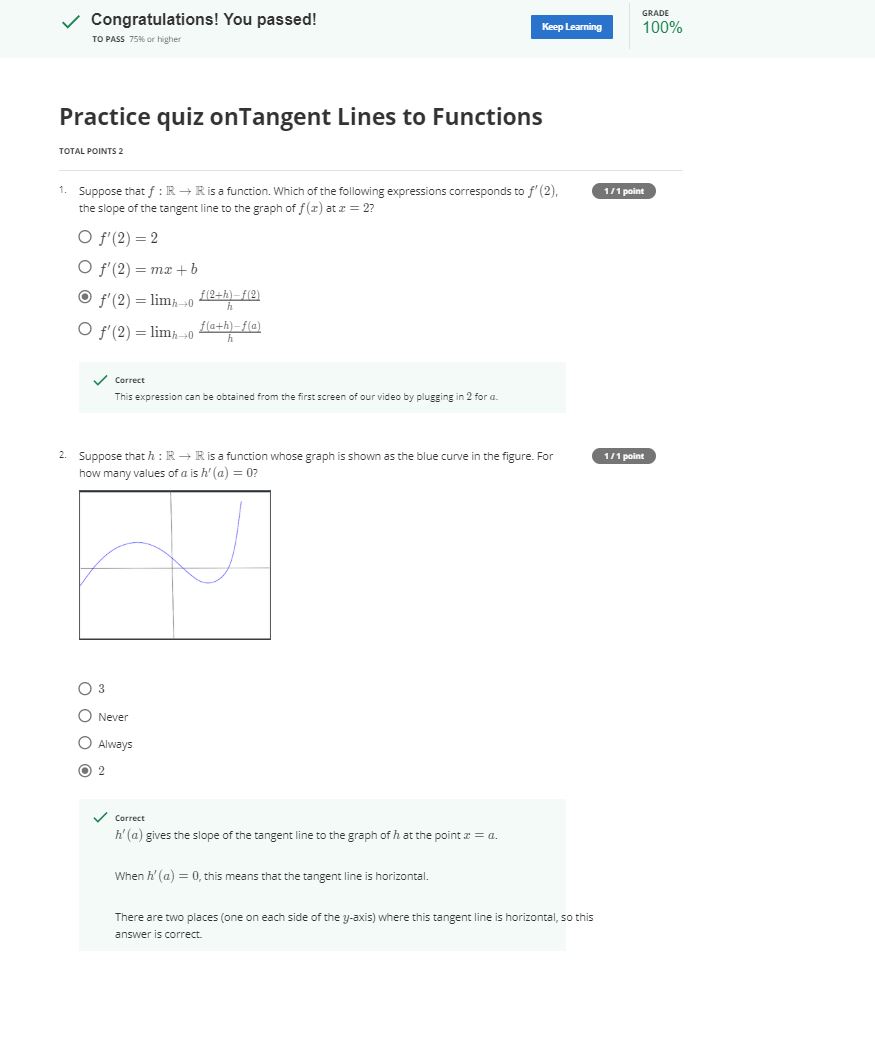 Congratulations! You passed!
TO PASS 75% or higher
Keep Learning
GRADE
100%
Practice quiz onTangent Lines to Functions
TOTAL POINTS 2
1. Suppose that f : ℝ → ℝ is a function. Which of the following expressions corresponds to f′(2),
the slope of the tangent line to the graph of f(x) at x = 2?
1 / 1 point
f′(2) = 2
f′(2) = mx + b
f′(2) = lim_{h→0} \frac{f(2+h)−f(2)}{h}
f′(2) = lim_{h→0} \frac{f(a+h)−f(a)}{h}
Correct
This expression can be obtained from the first screen of our video by plugging in 2 for a.
2. Suppose that h : ℝ → ℝ is a function whose graph is shown as the blue curve in the figure. For
how many values of a is h′(a) = 0?
1 / 1 point
3
Never
Always
2
Correct
h′(a) gives the slope of the tangent line to the graph of h at the point x = a.
When h′(a) = 0, this means that the tangent line is horizontal.
There are two places (one on each side of the y-axis) where this tangent line is horizontal, so this
answer is correct.